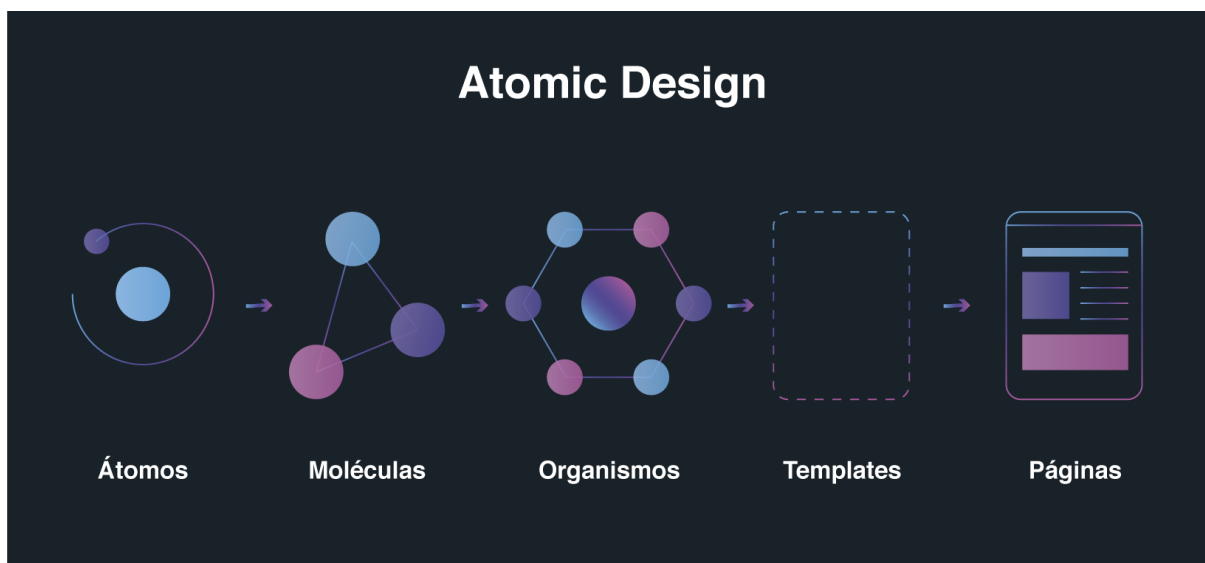 Atomic Design
Átomos
Moléculas
Organismos
Templates
Páginas